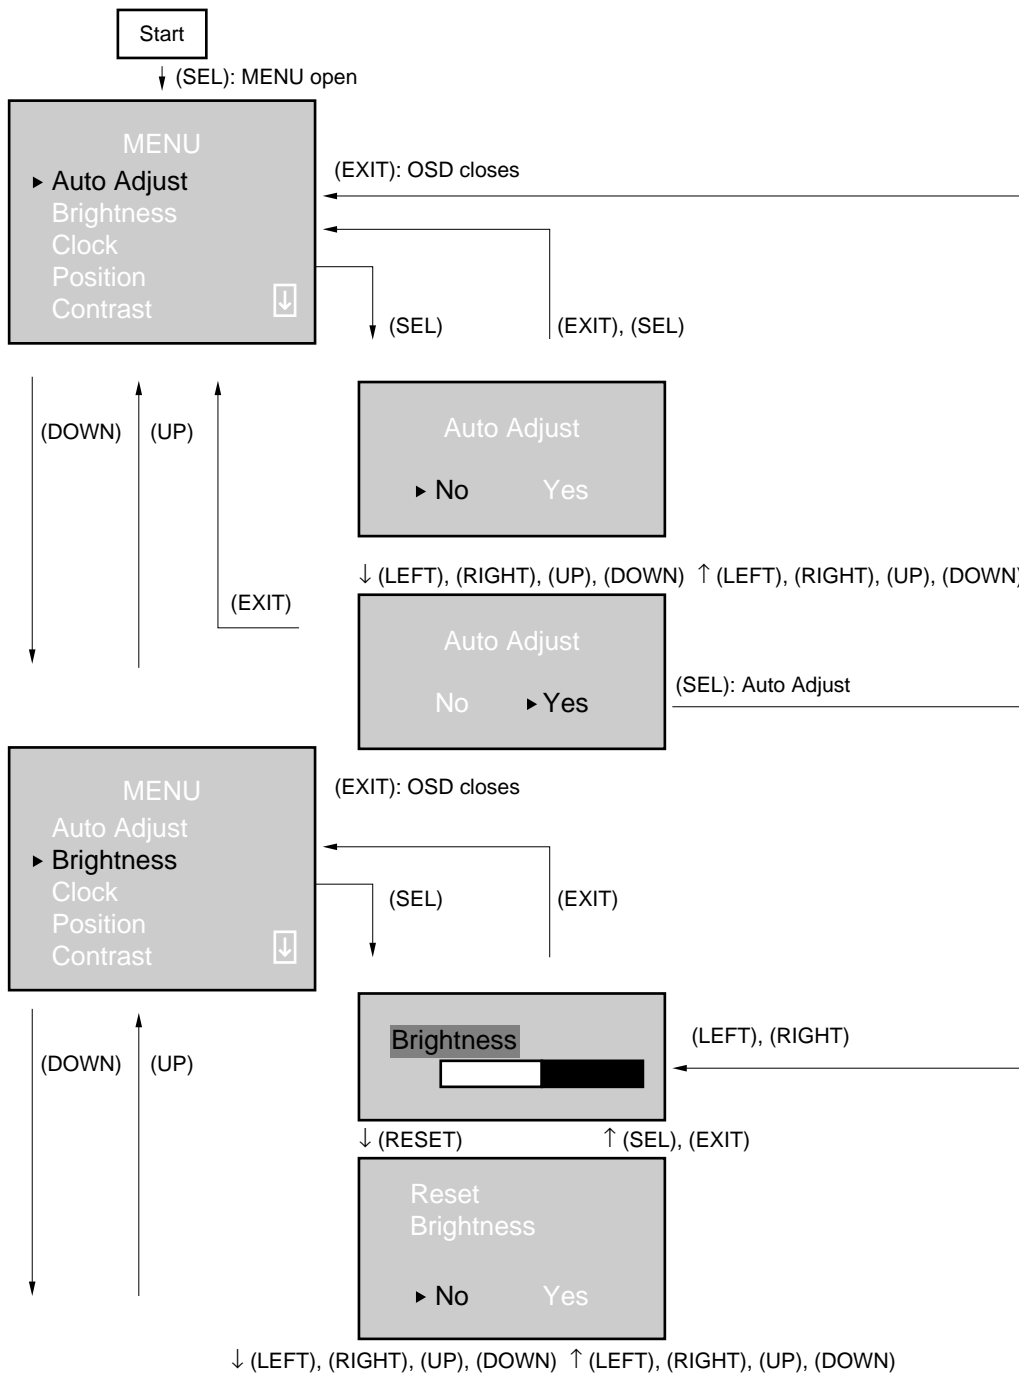 Start
(SEL): MENU open
MENU
Auto Adjust
Brightness
Clock
Position
Contrast
(EXIT): OSD closes
(SEL)
(EXIT), (SEL)
(DOWN)
(UP)
(EXIT)
Auto Adjust
No Yes
↓ (LEFT), (RIGHT), (UP), (DOWN) ↑ (LEFT), (RIGHT), (UP), (DOWN)
Auto Adjust
No Yes
(SEL): Auto Adjust
MENU
Auto Adjust
Brightness
Clock
Position
Contrast
(EXIT): OSD closes
(SEL)
(EXIT)
(DOWN)
(UP)
Brightness
(LEFT), (RIGHT)
↓ (RESET) ↑ (SEL), (EXIT)
Reset
Brightness
No Yes
↓ (LEFT), (RIGHT), (UP), (DOWN) ↑ (LEFT), (RIGHT), (UP), (DOWN)